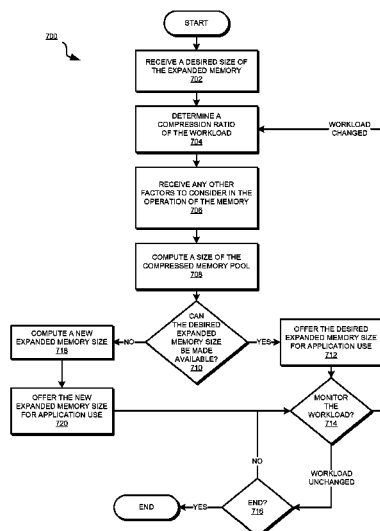 START
700
RECEIVE A DESIRED SIZE OF
THE EXPANDED MEMORY
702
DETERMINE A
COMPRESSION RATIO
OF THE WORKLOAD
704
WORKLOAD
CHANGED
RECEIVE ANY OTHER
FACTORS TO CONSIDER IN THE
OPERATION OF THE MEMORY
706
COMPUTE A SIZE OF THE
COMPRESSED MEMORY POOL
708
CAN
THE DESIRED
EXPANDED
MEMORY SIZE
BE MADE
AVAILABLE?
710
NO
YES
COMPUTE A NEW
EXPANDED MEMORY SIZE
718
OFFER THE DESIRED
EXPANDED MEMORY SIZE
FOR APPLICATION USE
712
OFFER THE NEW
EXPANDED MEMORY SIZE
FOR APPLICATION USE
720
MONITOR
THE
WORKLOAD?
714
NO
WORKLOAD
UNCHANGED
END
YES
END?
716